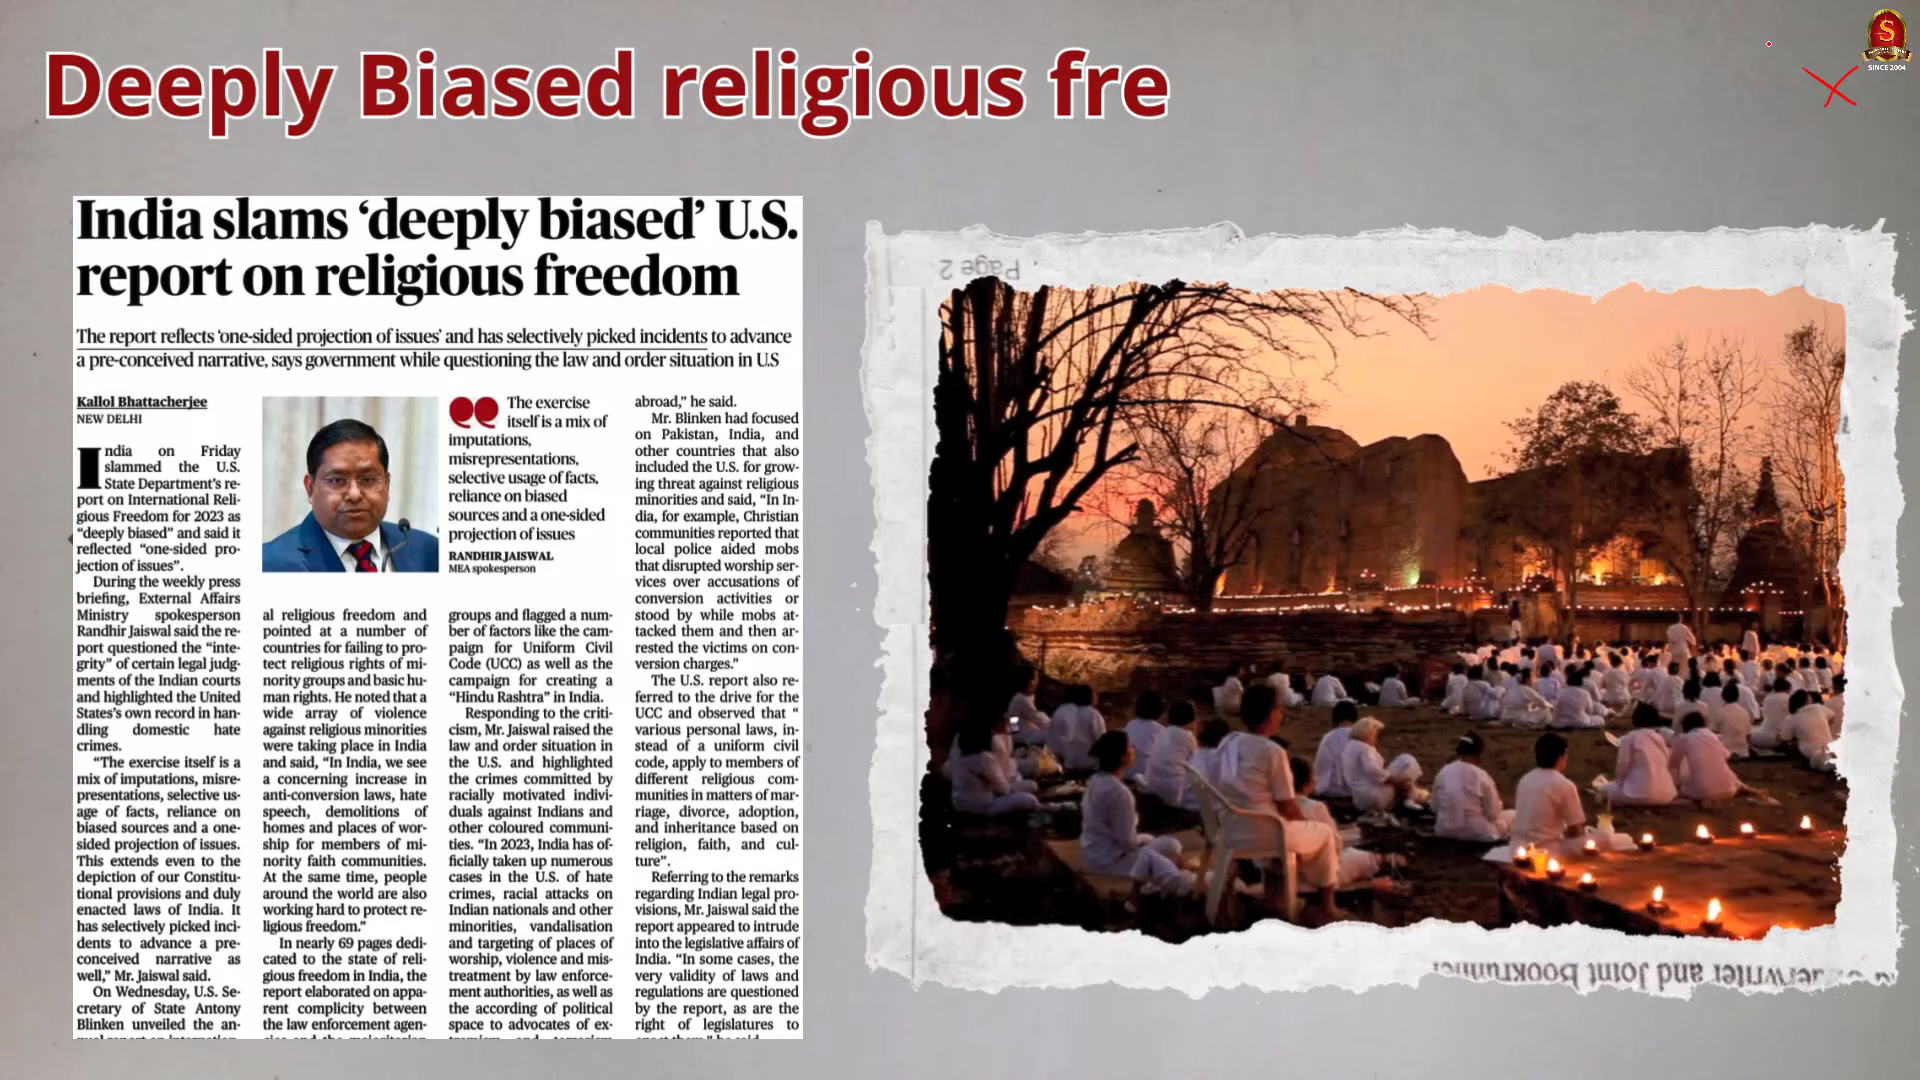 Deeply Biased religious fre
S
SINCE 2004
India slams ‘deeply biased’ U.S.
report on religious freedom
The report reflects ‘one-sided projection of issues’ and has selectively picked incidents to advance
a pre-conceived narrative, says government while questioning the law and order situation in U.S
Kallol Bhattacherjee
NEW DELHI
India on Friday
slammed the U.S.
State Department’s re-
port on International Reli-
gious Freedom for 2023 as
“deeply biased” and said it
reflected “one-sided pro-
jection of issues”.
During the weekly press
briefing, External Affairs
Ministry spokesperson
Randhir Jaiswal said the re-
port questioned the “inte-
grity” of certain legal judg-
ments of the Indian courts
and highlighted the United
States’s own record in han-
dling domestic hate
crimes.
“The exercise itself is a
mix of imputations, misre-
presentations, selective us-
age of facts, reliance on
biased sources and a one-
sided projection of issues.
This extends even to the
depiction of our Constitu-
tional provisions and duly
enacted laws of India. It
has selectively picked inci-
dents to advance a pre-
conceived narrative as
well,” Mr. Jaiswal said.
On Wednesday, U.S. Se-
cretary of State Antony
Blinken unveiled the an-
The exercise
itself is a mix of
imputations,
misrepresentations,
selective usage of facts,
reliance on biased
sources and a one-sided
projection of issues
RANDHIR JAISWAL
MEA spokesperson
al religious freedom and
pointed at a number of
countries for failing to pro-
tect religious rights of mi-
nority groups and basic hu-
man rights. He noted that a
wide array of violence
against religious minorities
were taking place in India
and said, “In India, we see
a concerning increase in
anti-conversion laws, hate
speech, demolitions of
homes and places of wor-
ship for members of mi-
nority faith communities.
At the same time, people
around the world are also
working hard to protect re-
ligious freedom.”
In nearly 69 pages dedi-
cated to the state of reli-
gious freedom in India, the
report elaborated on appa-
rent complicity between
the law enforcement agen-
groups and flagged a num-
ber of factors like the cam-
paign for Uniform Civil
Code (UCC) as well as the
campaign for creating a
“Hindu Rashtra” in India.
Responding to the criti-
cism, Mr. Jaiswal raised the
law and order situation in
the U.S. and highlighted
the crimes committed by
racially motivated indivi-
duals against Indians and
other coloured communi-
ties. “In 2023, India has of-
ficially taken up numerous
cases in the U.S. of hate
crimes, racial attacks on
Indian nationals and other
minorities, vandalisation
and targeting of places of
worship, violence and mis-
treatment by law enforce-
ment authorities, as well as
the according of political
space to advocates of ex-
abroad,” he said.
Mr. Blinken had focused
on Pakistan, India, and
other countries that also
included the U.S. for grow-
ing threat against religious
minorities and said, “In In-
dia, for example, Christian
communities reported that
local police aided mobs
that disrupted worship ser-
vices over accusations of
conversion activities or
stood by while mobs at-
tacked them and then ar-
rested the victims on con-
version charges.”
The U.S. report also re-
ferred to the drive for the
UCC and observed that “
various personal laws, in-
stead of a uniform civil
code, apply to members of
different religious com-
munities in matters of mar-
riage, divorce, adoption,
and inheritance based on
religion, faith, and cul-
ture”.
Referring to the remarks
regarding Indian legal pro-
visions, Mr. Jaiswal said the
report appeared to intrude
into the legislative affairs of
India. “In some cases, the
very validity of laws and
regulations are questioned
by the report, as are the
right of legislatures to
Page 2
and Joint Bookrunner